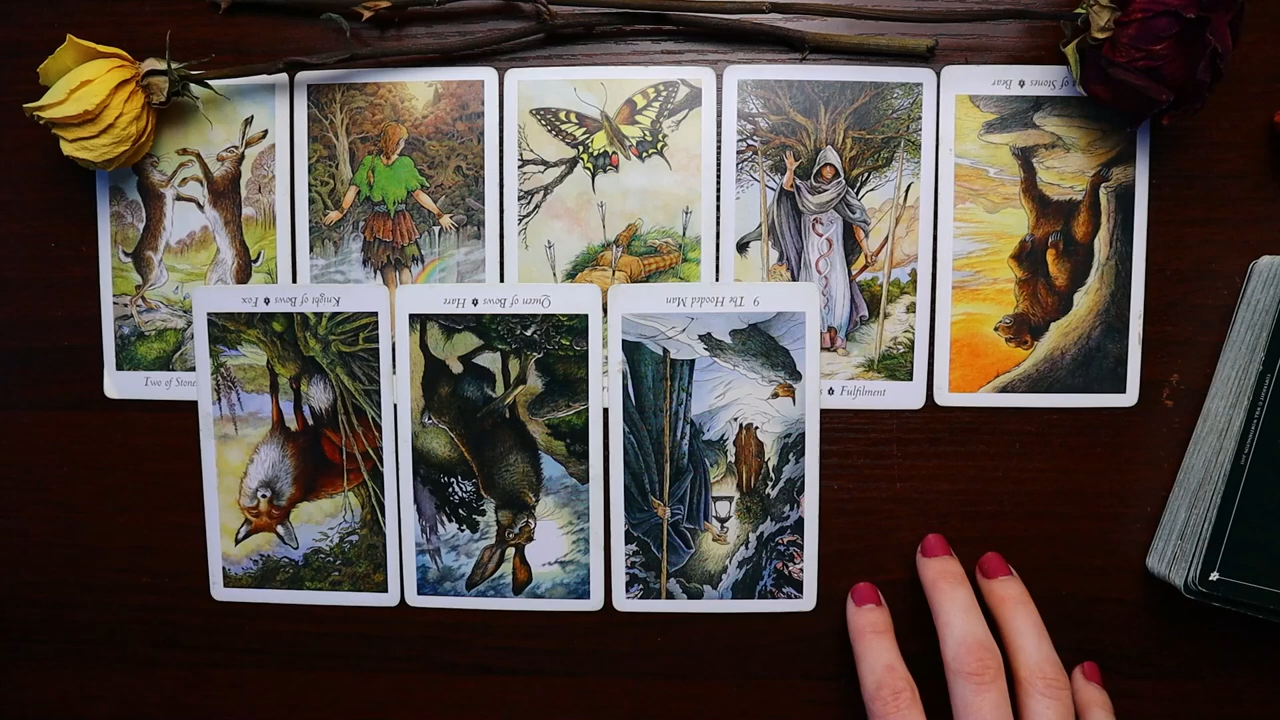 of Stones Bear
Two of Stone
Knight of Bows Fox
Queen of Bows Hare
9 The Hooded Man
s Fulfilment